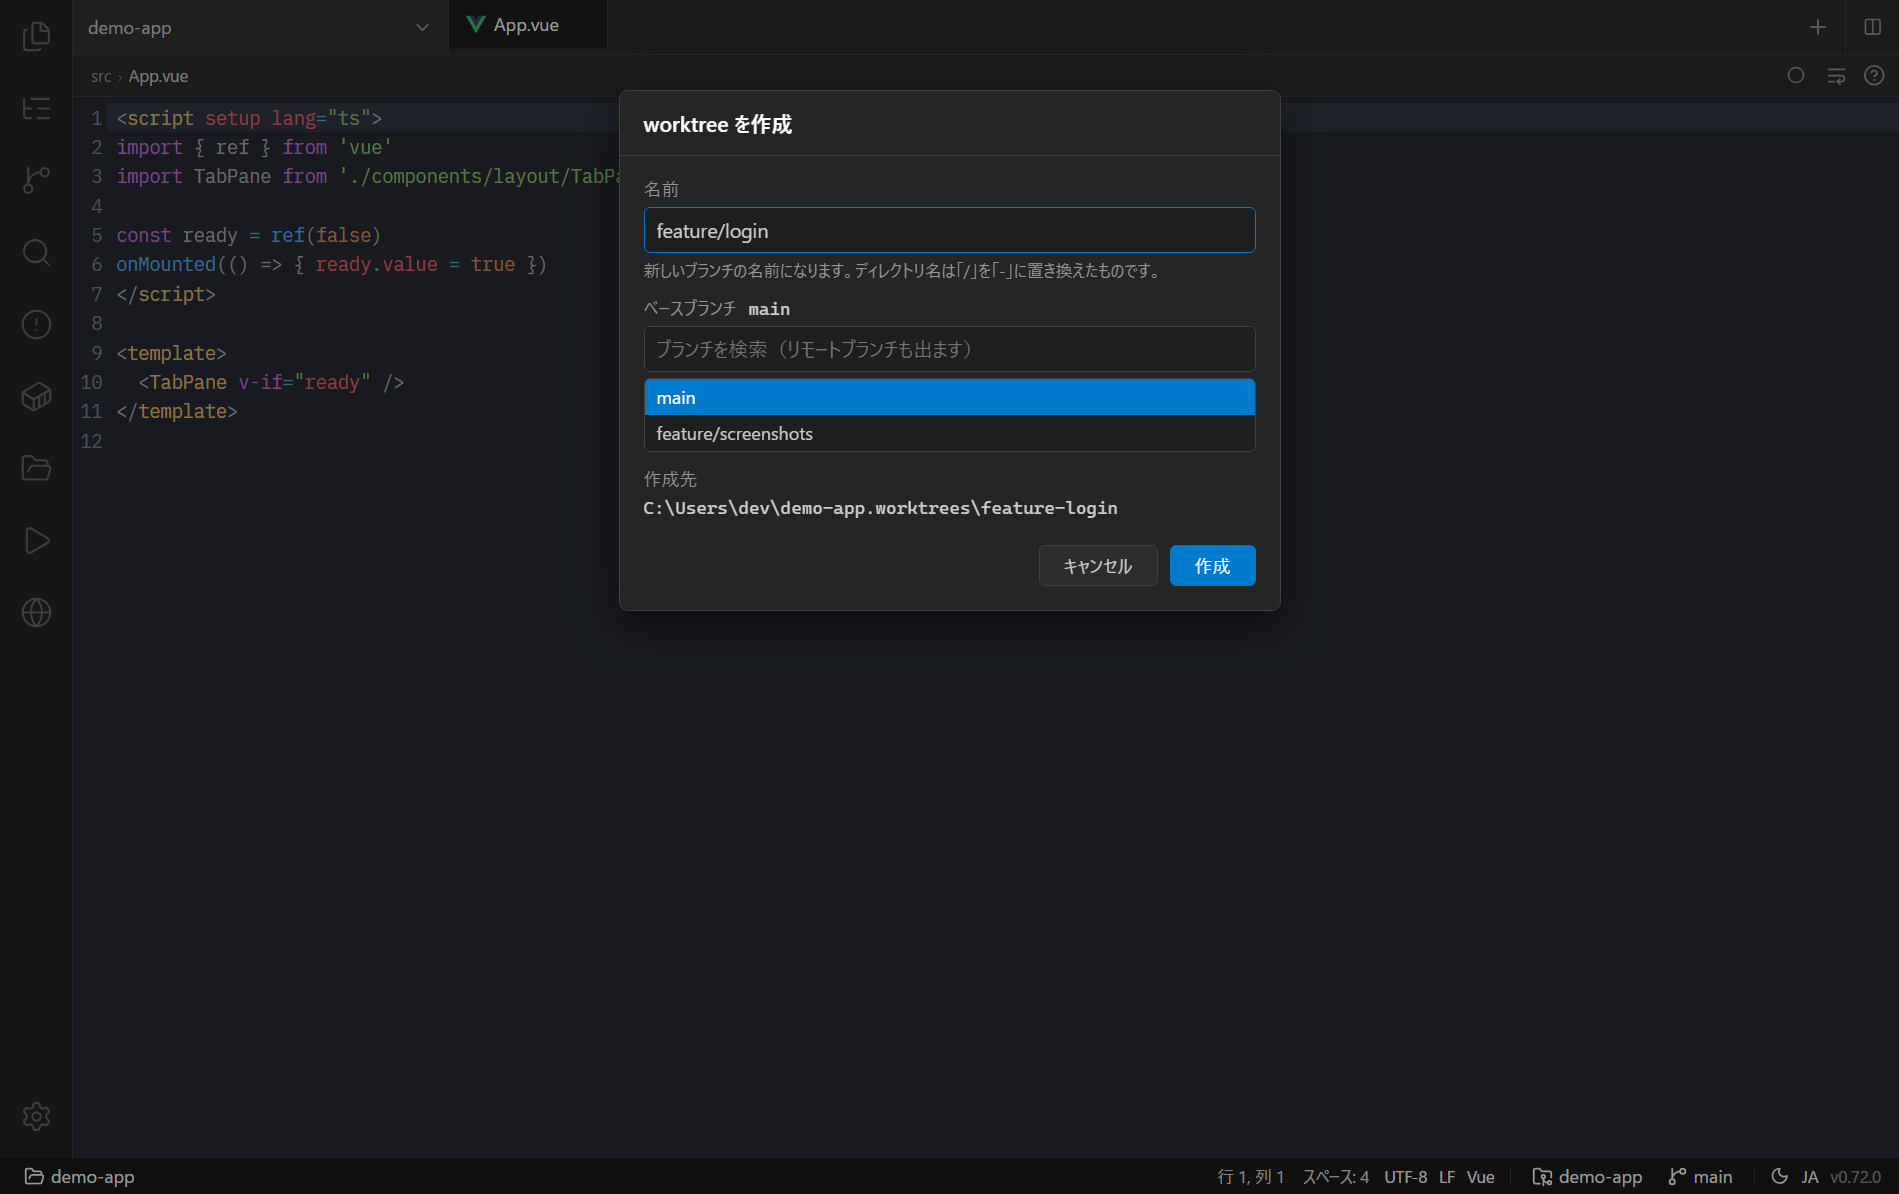 demo-app
App.vue
src › App.vue
1 <script setup lang="ts">
2 import { ref } from 'vue'
3 import TabPane from './components/layout/TabPa
4
5 const ready = ref(false)
6 onMounted(() => { ready.value = true })
7 </script>
8
9 <template>
10   <TabPane v-if="ready" />
11 </template>
12
worktree を作成
名前
feature/login
新しいブランチの名前になります。ディレクトリ名は「/」を「-」に置き換えたものです。
ベースブランチ main
ブランチを検索（リモートブランチも出ます）
main
feature/screenshots
作成先
C:\Users\dev\demo-app.worktrees\feature-login
キャンセル
作成
demo-app
行 1, 列 1 スペース: 4 UTF-8 LF Vue demo-app main JA v0.72.0